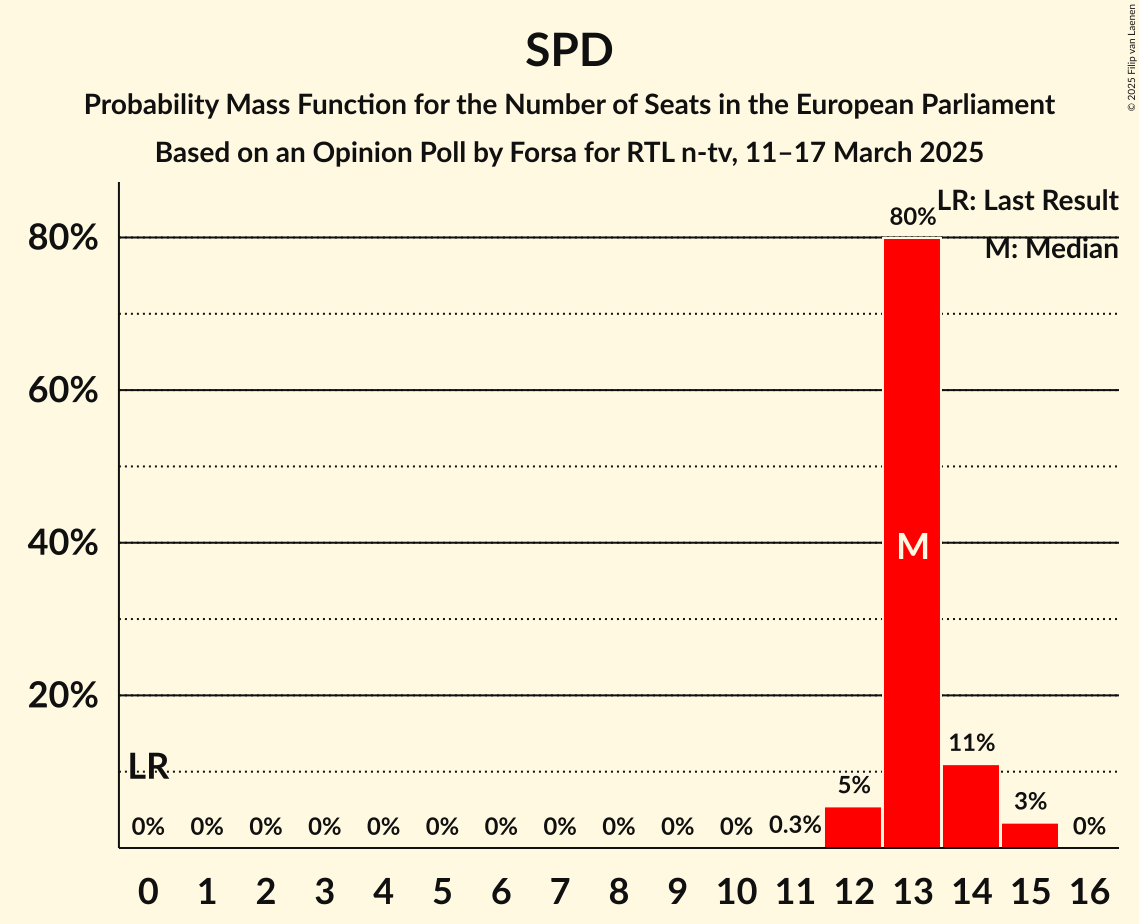 SPD
Probability Mass Function for the Number of Seats in the European Parliament
Based on an Opinion Poll by Forsa for RTL n-tv, 11–17 March 2025
© 2025 Filip van Laenen
LR: Last Result
M: Median
80%
60%
40%
20%
LR
M
0% 0% 0% 0% 0% 0% 0% 0% 0% 0% 0% 0.3% 5% 80% 11% 3% 0%
0 1 2 3 4 5 6 7 8 9 10 11 12 13 14 15 16